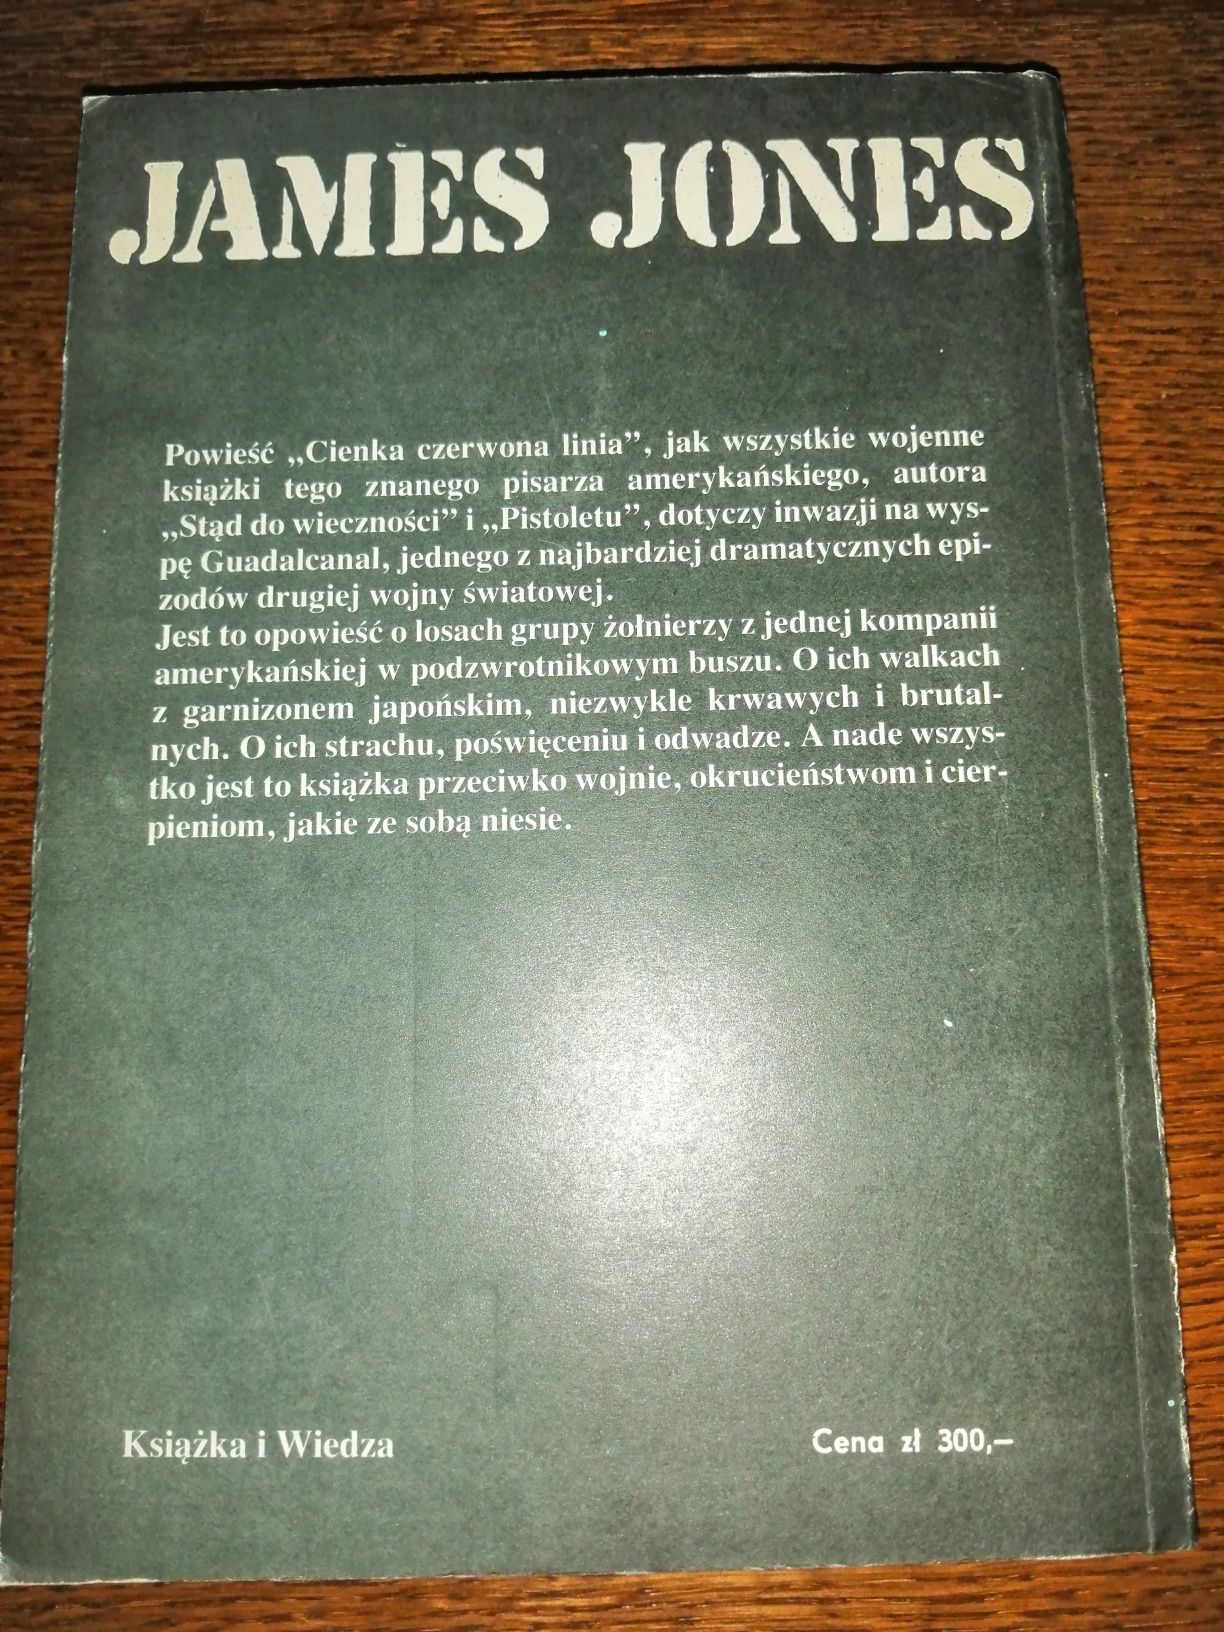 JAMES JONES
Powieść „Cienka czerwona linia”, jak wszystkie wojenne
książki tego znanego pisarza amerykańskiego, autora
„Stąd do wieczności” i „Pistoletu”, dotyczy inwazji na wys-
pę Guadalcanal, jednego z najbardziej dramatycznych epi-
zodów drugiej wojny światowej.
Jest to opowieść o losach grupy żołnierzy z jednej kompanii
amerykańskiej w podzwrotnikowym buszu. O ich walkach
z garnizonem japońskim, niezwykle krwawych i brutal-
nych. O ich strachu, poświęceniu i odwadze. A nade wszys-
tko jest to książka przeciwko wojnie, okrucieństwom i cier-
pieniom, jakie ze sobą niesie.
Książka i Wiedza
Cena zł 300,—